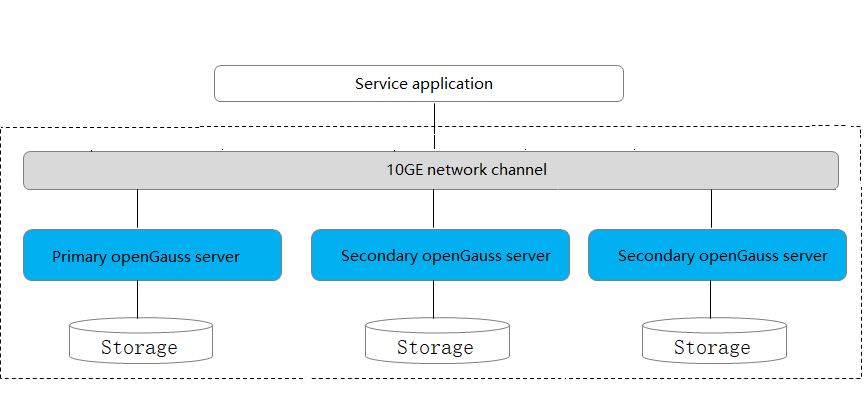 Service application
10GE network channel
Primary openGauss server
Secondary openGauss server
Secondary openGauss server
Storage
Storage
Storage